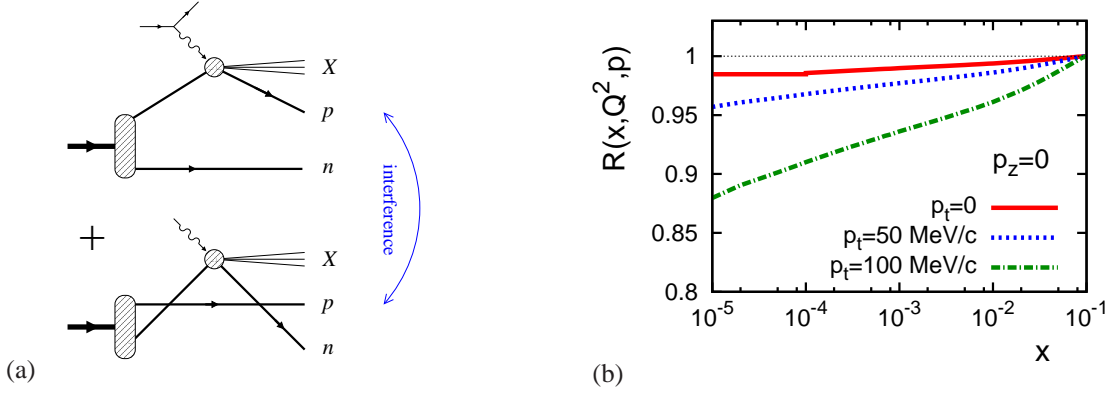 X
p
n
interference
+
X
p
n
(a)
R(x,Q²,p)
1
0.95
0.9
0.85
0.8
p_z=0
p_t=0
p_t=50 MeV/c
p_t=100 MeV/c
10⁻⁵ 10⁻⁴ 10⁻³ 10⁻² 10⁻¹
x
(b)